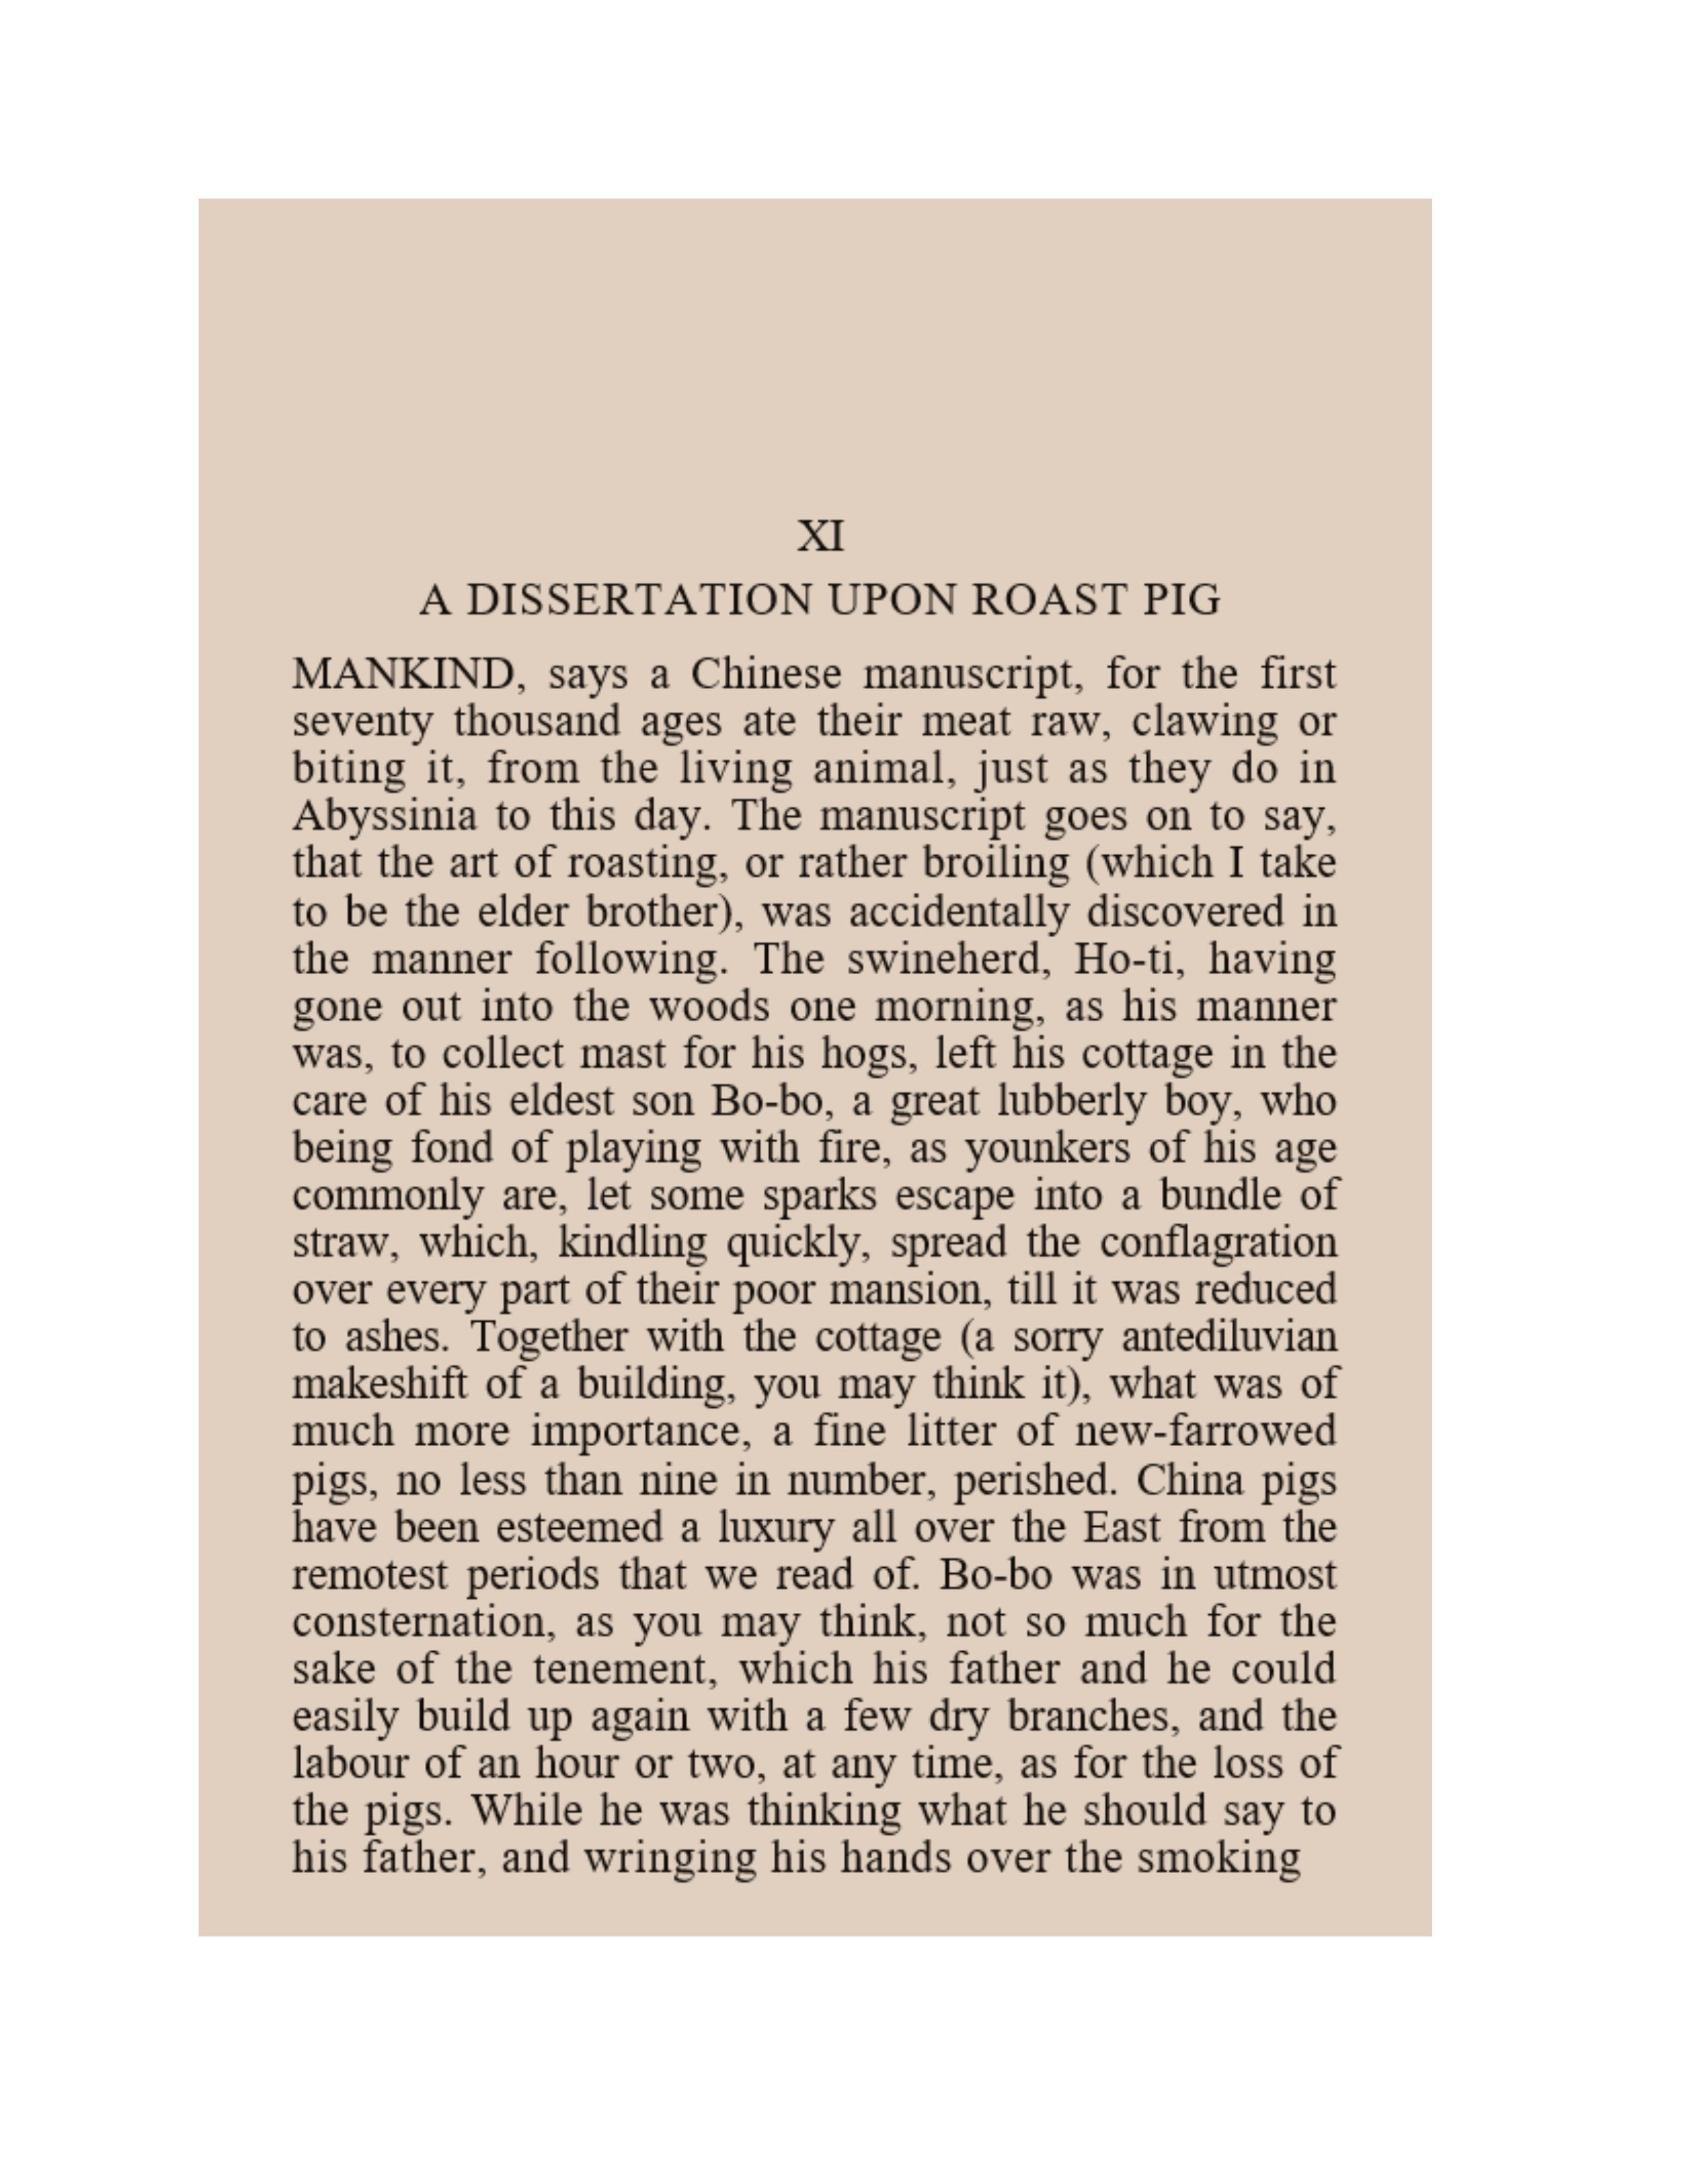 XI
A DISSERTATION UPON ROAST PIG
MANKIND, says a Chinese manuscript, for the first
seventy thousand ages ate their meat raw, clawing or
biting it, from the living animal, just as they do in
Abyssinia to this day. The manuscript goes on to say,
that the art of roasting, or rather broiling (which I take
to be the elder brother), was accidentally discovered in
the manner following. The swineherd, Ho-ti, having
gone out into the woods one morning, as his manner
was, to collect mast for his hogs, left his cottage in the
care of his eldest son Bo-bo, a great lubberly boy, who
being fond of playing with fire, as younkers of his age
commonly are, let some sparks escape into a bundle of
straw, which, kindling quickly, spread the conflagration
over every part of their poor mansion, till it was reduced
to ashes. Together with the cottage (a sorry antediluvian
makeshift of a building, you may think it), what was of
much more importance, a fine litter of new-farrowed
pigs, no less than nine in number, perished. China pigs
have been esteemed a luxury all over the East from the
remotest periods that we read of. Bo-bo was in utmost
consternation, as you may think, not so much for the
sake of the tenement, which his father and he could
easily build up again with a few dry branches, and the
labour of an hour or two, at any time, as for the loss of
the pigs. While he was thinking what he should say to
his father, and wringing his hands over the smoking